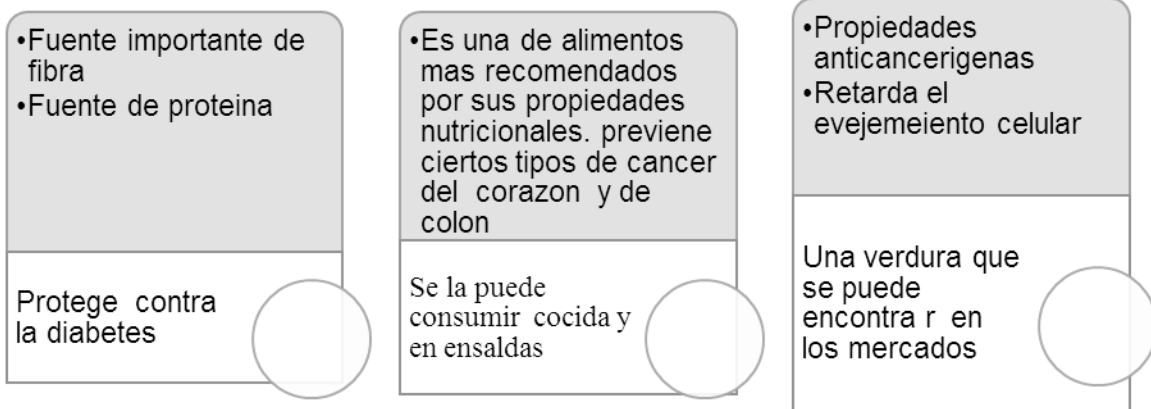 •Fuente importante de
fibra
•Fuente de proteina
Protege contra
la diabetes
•Es una de alimentos
mas recomendados
por sus propiedades
nutricionales. previene
ciertos tipos de cancer
del corazon y de
colon
Se la puede
consumir cocida y
en ensaldas
•Propiedades
anticancerigenas
•Retarda el
evejemeiento celular
Una verdura que
se puede
encontra r en
los mercados